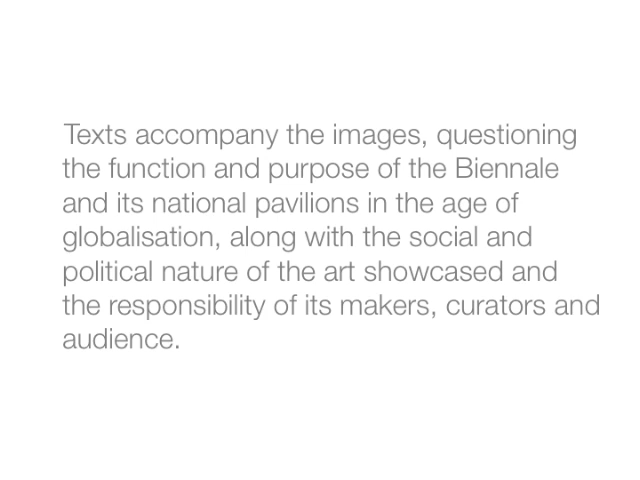 Texts accompany the images, questioning
the function and purpose of the Biennale
and its national pavilions in the age of
globalisation, along with the social and
political nature of the art showcased and
the responsibility of its makers, curators and
audience.